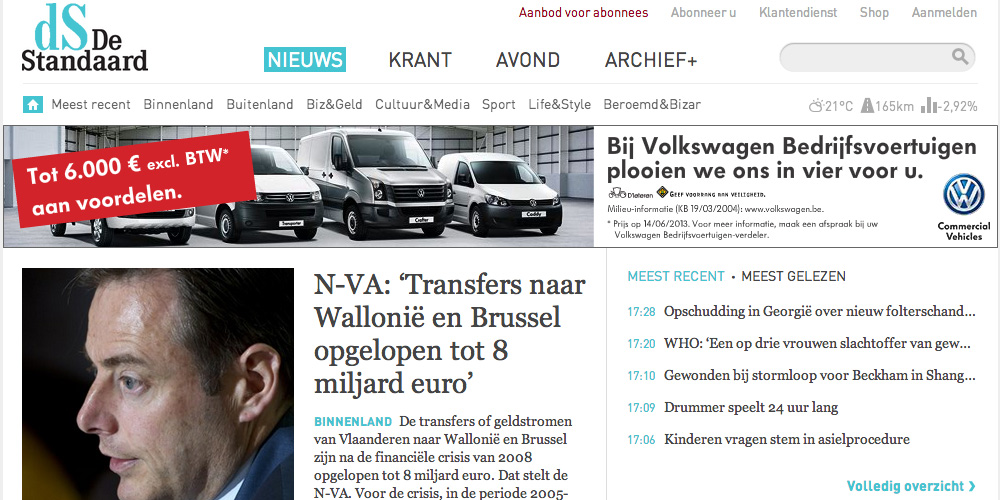 Aanbod voor abonnees Abonneer u Klantendienst Shop Aanmelden
dS De
Standaard
NIEUWS KRANT AVOND ARCHIEF+
Meest recent Binnenland Buitenland Biz&Geld Cultuur&Media Sport Life&Style Beroemd&Bizar
21°C 165km -2,92%
Tot 6.000 € excl. BTW*
aan voordelen.
Transporter
Crafter
Caddy
Bij Volkswagen Bedrijfsvoertuigen
plooien we ons in vier voor u.
D'Ieteren GEEF VOORRANG AAN VEILIGHEID.
Milieu-informatie (KB 19/03/2004): www.volkswagen.be.
* Prijs op 14/06/2013. Voor meer informatie, maak een afspraak bij uw
Volkswagen Bedrijfsvoertuigen-verdeler.
Commercial
Vehicles
N-VA: ‘Transfers naar
Wallonië en Brussel
opgelopen tot 8
miljard euro’
BINNENLAND De transfers of geldstromen
van Vlaanderen naar Wallonië en Brussel
zijn na de financiële crisis van 2008
opgelopen tot 8 miljard euro. Dat stelt de
N-VA. Voor de crisis, in de periode 2005-
MEEST RECENT • MEEST GELEZEN
17:28 Opschudding in Georgië over nieuw folterschand...
17:20 WHO: ‘Een op drie vrouwen slachtoffer van gew...
17:10 Gewonden bij stormloop voor Beckham in Shang...
17:09 Drummer speelt 24 uur lang
17:06 Kinderen vragen stem in asielprocedure
Volledig overzicht ❯